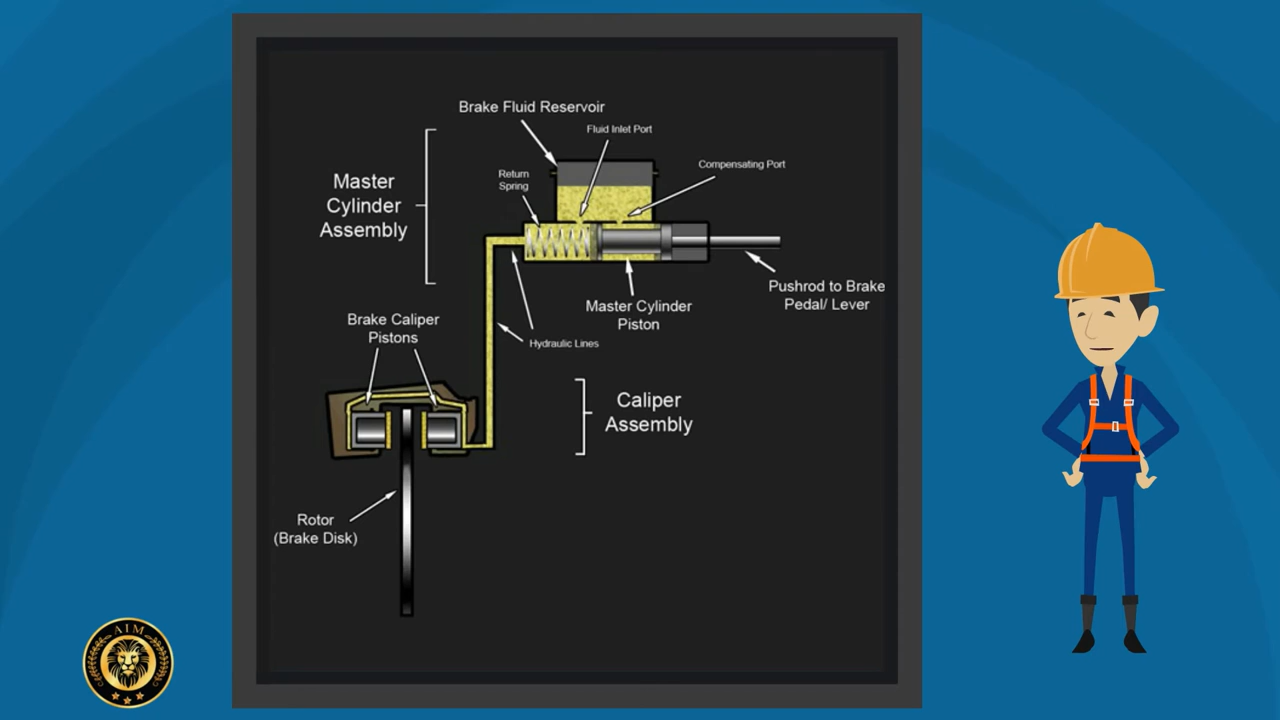 Brake Fluid Reservoir
Fluid Inlet Port
Compensating Port
Return
Spring
Master
Cylinder
Assembly
Pushrod to Brake
Pedal/ Lever
Master Cylinder
Piston
Brake Caliper
Pistons
Hydraulic Lines
Caliper
Assembly
Rotor
(Brake Disk)
AIM